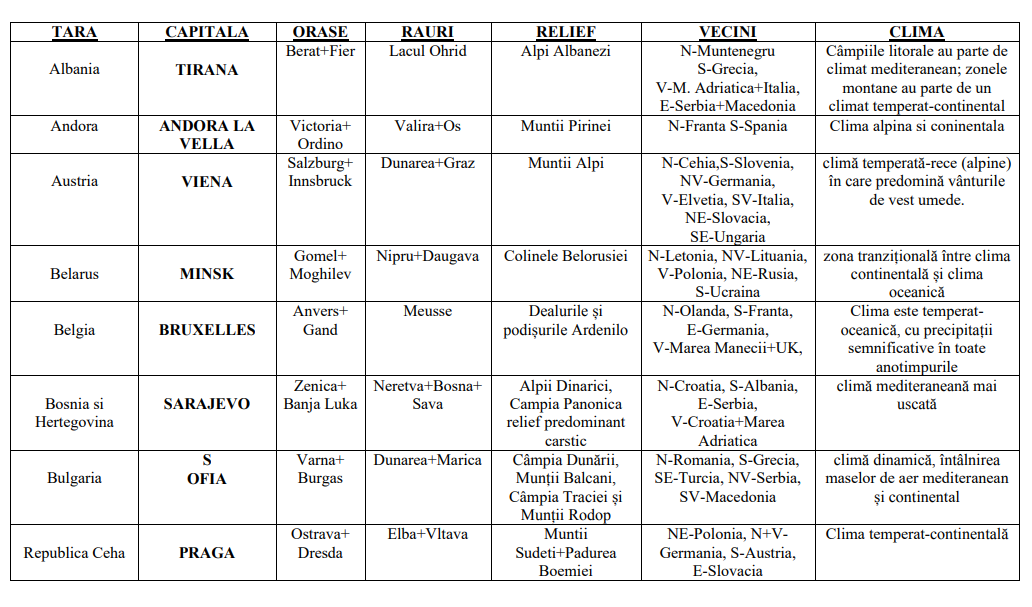 TARA CAPITALA ORASE RAURI RELIEF VECINI CLIMA
Albania
TIRANA
Berat+Fier
Lacul Ohrid
Alpi Albanezi
N-Muntenegru
S-Grecia,
V-M. Adriatica+Italia,
E-Serbia+Macedonia
Câmpiile litorale au parte de
climat mediteranean; zonele
montane au parte de un
climat temperat-continental
Andora
ANDORA LA
VELLA
Victoria+
Ordino
Valira+Os
Muntii Pirinei
N-Franta S-Spania
Clima alpina si coninentala
Austria
VIENA
Salzburg+
Innsbruck
Dunarea+Graz
Muntii Alpi
N-Cehia,S-Slovenia,
NV-Germania,
V-Elvetia, SV-Italia,
NE-Slovacia,
SE-Ungaria
climă temperată-rece (alpine)
în care predomină vânturile
de vest umede.
Belarus
MINSK
Gomel+
Moghilev
Nipru+Daugava
Colinele Belorusiei
N-Letonia, NV-Lituania,
V-Polonia, NE-Rusia,
S-Ucraina
zona tranzițională între clima
continentală și clima
oceanică
Belgia
BRUXELLES
Anvers+
Gand
Meusse
Dealurile și
podișurile Ardenilo
N-Olanda, S-Franta,
E-Germania,
V-Marea Manecii+UK,
Clima este temperat-
oceanică, cu precipitații
semnificative în toate
anotimpurile
Bosnia si
Hertegovina
SARAJEVO
Zenica+
Banja Luka
Neretva+Bosna+
Sava
Alpii Dinarici,
Campia Panonica
relief predominant
carstic
N-Croatia, S-Albania,
E-Serbia,
V-Croatia+Marea
Adriatica
climă mediteraneană mai
uscată
Bulgaria
S
OFIA
Varna+
Burgas
Dunarea+Marica
Câmpia Dunării,
Munții Balcani,
Câmpia Traciei și
Munții Rodop
N-Romania, S-Grecia,
SE-Turcia, NV-Serbia,
SV-Macedonia
climă dinamică, întâlnirea
maselor de aer mediteranean
și continental
Republica Ceha
PRAGA
Ostrava+
Dresda
Elba+Vltava
Muntii
Sudeti+Padurea
Boemiei
NE-Polonia, N+V-
Germania, S-Austria,
E-Slovacia
Clima temperat-continentală